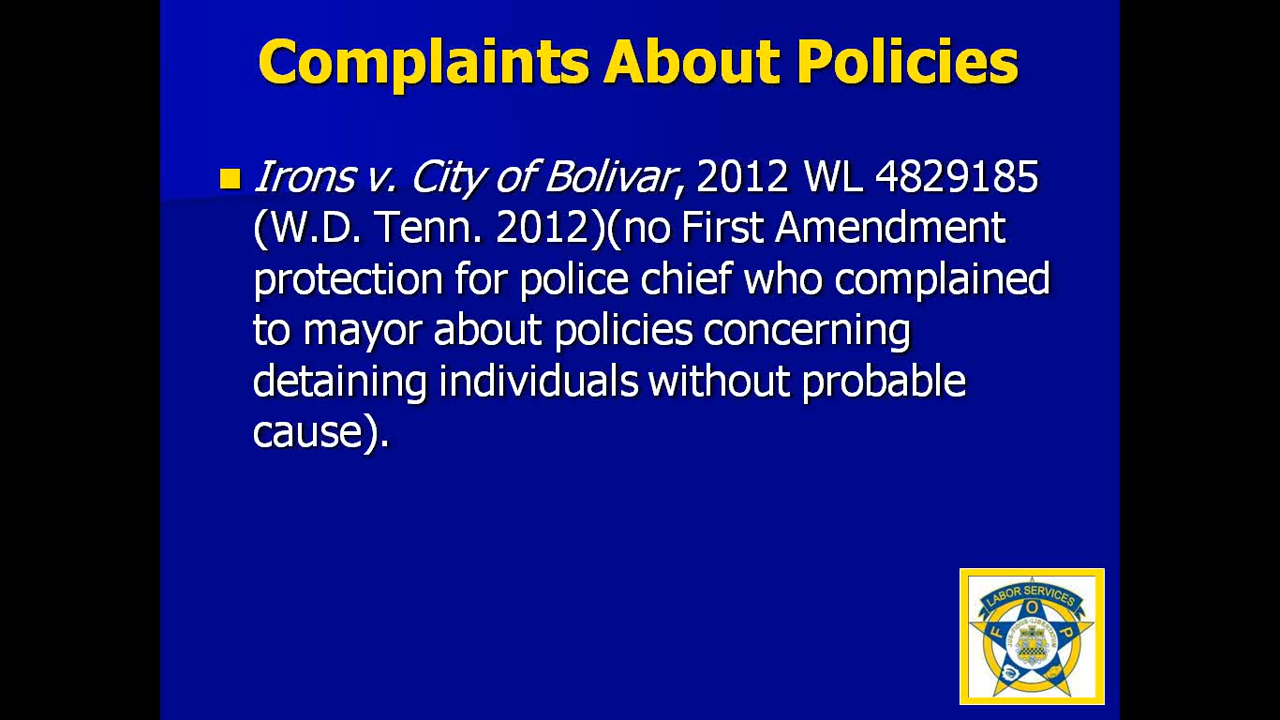 Complaints About Policies
Irons v. City of Bolivar, 2012 WL 4829185
(W.D. Tenn. 2012)(no First Amendment
protection for police chief who complained
to mayor about policies concerning
detaining individuals without probable
cause).
LABOR SERVICES
F O P